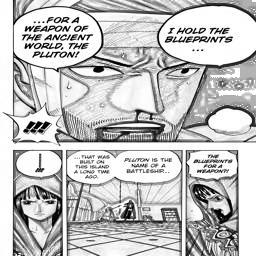 ...FOR A
WEAPON OF
THE ANCIENT
WORLD, THE
PLUTON!
I HOLD THE
BLUEPRINTS
...
!!!
!!
...THAT WAS
BUILT ON
THIS ISLAND
A LONG TIME
AGO.
PLUTON IS THE
NAME OF A
BATTLESHIP...
THE
BLUEPRINTS
FOR A
WEAPON?!